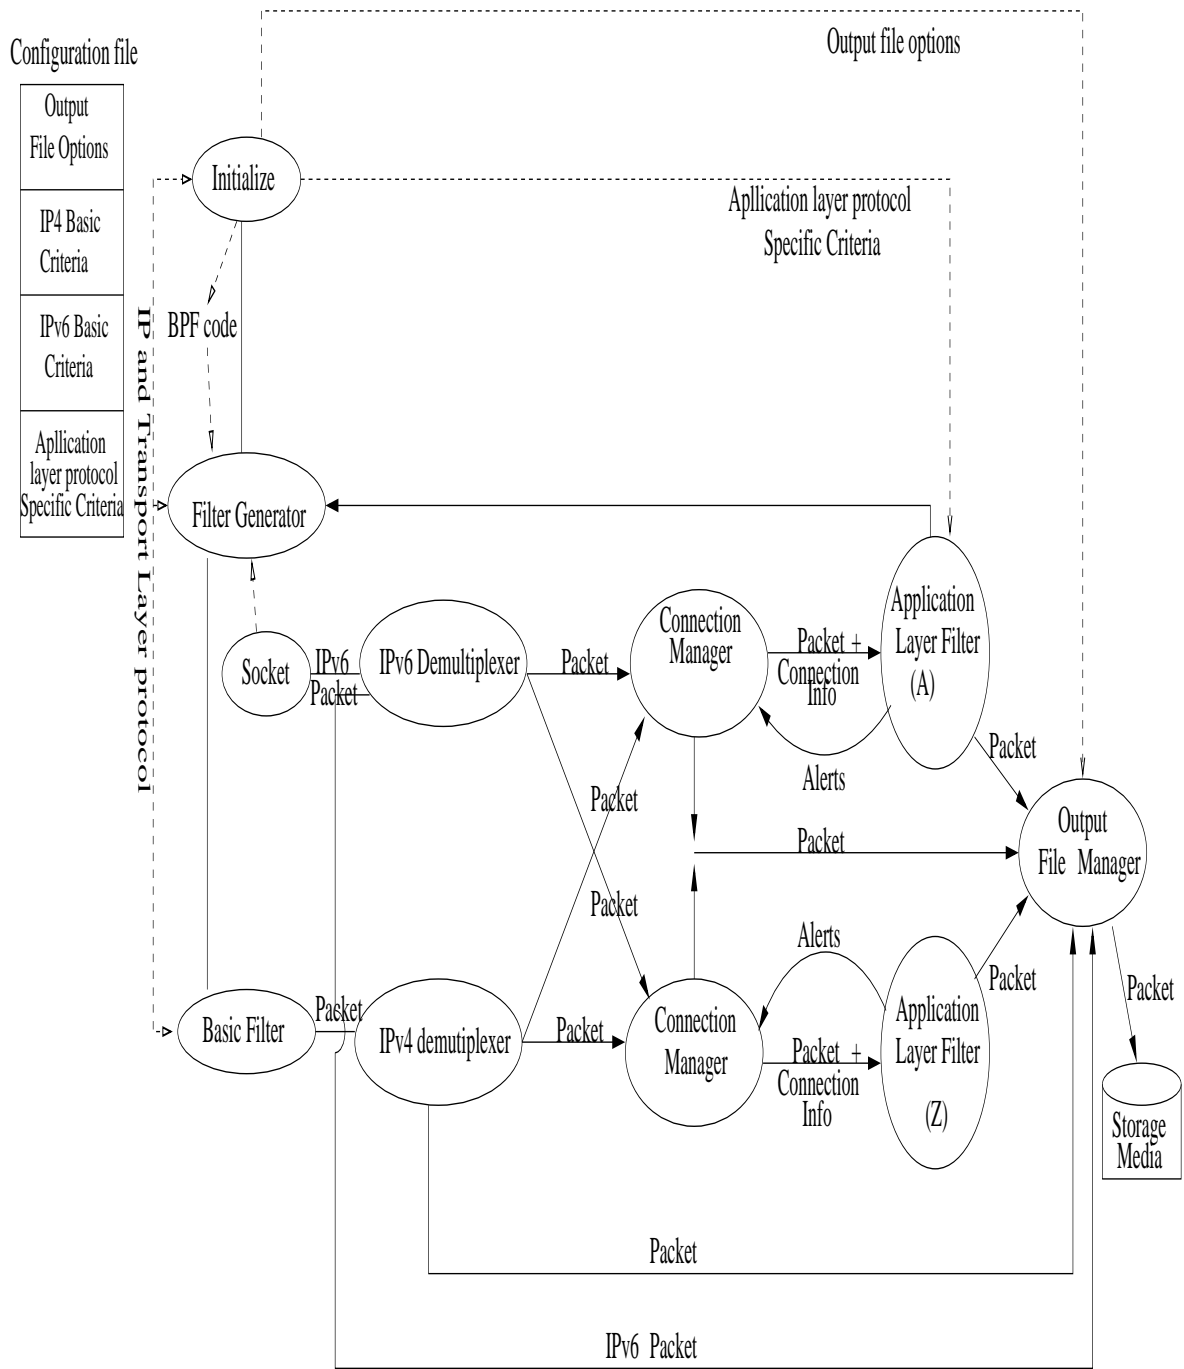 Output file options
Configuration file
Output
File Options
IP4 Basic
Criteria
IPv6 Basic
Criteria
Apllication
layer protocol
Specific Criteria
Initialize
Apllication layer protocol
Specific Criteria
BPF code
IP and Transport Layer protocol
Filter Generator
Socket
IPv6
Packet
IPv6 Demultiplexer
Packet
Connection
Manager
Packet +
Connection
Info
Application
Layer Filter
(A)
Alerts
Packet
Packet
Packet
Output
File Manager
Packet
Alerts
Packet
Packet
Basic Filter
Packet
IPv4 demutiplexer
Packet
Connection
Manager
Packet +
Connection
Info
Application
Layer Filter
(Z)
Storage
Media
Packet
IPv6 Packet